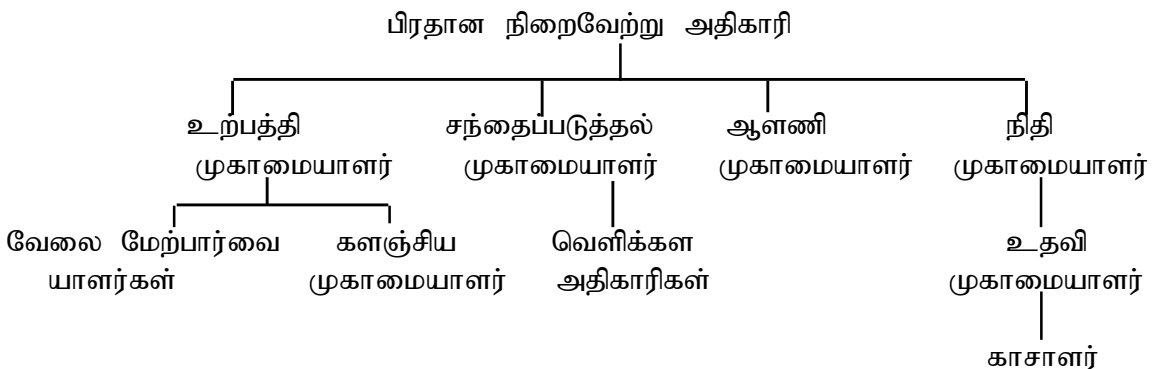 பிரதான நிறைவேற்று அதிகாரி
உற்பத்தி சந்தைப்படுத்தல் ஆளணி நிதி
முகாமையாளர் முகாமையாளர் முகாமையாளர் முகாமையாளர்
வேலை மேற்பார்வை களஞ்சிய வெளிக்கள உதவி
யாளர்கள் முகாமையாளர் அதிகாரிகள் முகாமையாளர்
காசாளர்